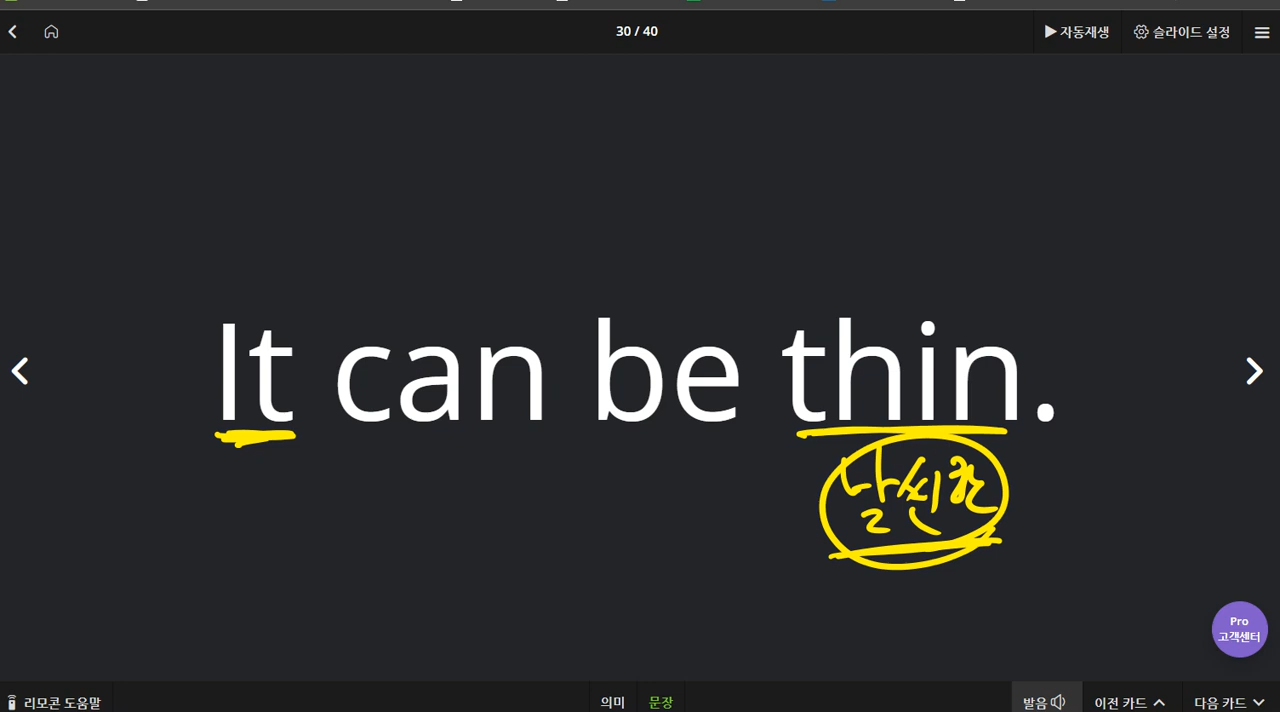 30 / 40
자동재생
슬라이드 설정
It can be thin.
날씬한
Pro
고객센터
리모콘 도움말
의미
문장
발음
이전 카드
다음 카드